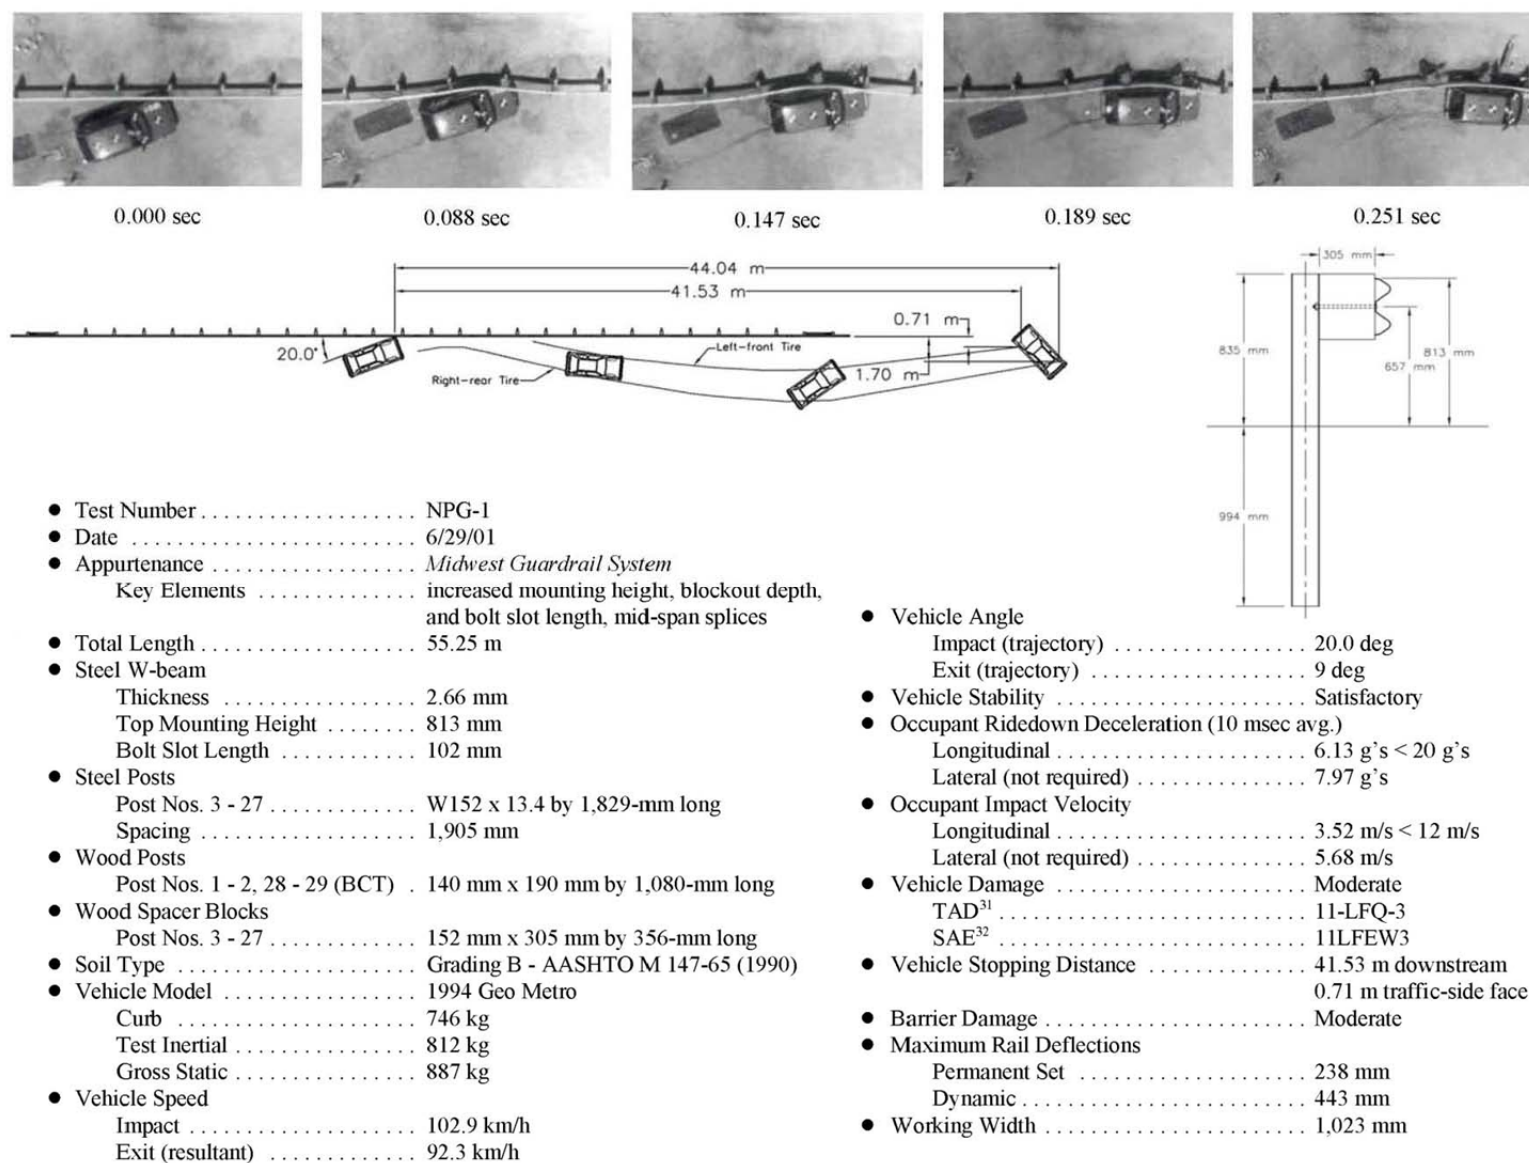 0.000 sec
0.088 sec
0.147 sec
0.189 sec
0.251 sec
44.04 m
41.53 m
0.71 m
20.0°
Left-front Tire
Right-rear Tire
1.70 m
305 mm
835 mm
813 mm
657 mm
994 mm
● Test Number . . . . . . . . . . . . . . . . . . . NPG-1
● Date . . . . . . . . . . . . . . . . . . . . . . . . . 6/29/01
● Appurtenance . . . . . . . . . . . . . . . . . . Midwest Guardrail System
Key Elements . . . . . . . . . . . . . . increased mounting height, blockout depth,
and bolt slot length, mid-span splices
● Total Length . . . . . . . . . . . . . . . . . . . 55.25 m
● Steel W-beam
Thickness . . . . . . . . . . . . . . . . . 2.66 mm
Top Mounting Height . . . . . . . . 813 mm
Bolt Slot Length . . . . . . . . . . . . 102 mm
● Steel Posts
Post Nos. 3 - 27 . . . . . . . . . . . . . W152 x 13.4 by 1,829-mm long
Spacing . . . . . . . . . . . . . . . . . . . 1,905 mm
● Wood Posts
Post Nos. 1 - 2, 28 - 29 (BCT) . 140 mm x 190 mm by 1,080-mm long
● Wood Spacer Blocks
Post Nos. 3 - 27 . . . . . . . . . . . . . 152 mm x 305 mm by 356-mm long
● Soil Type . . . . . . . . . . . . . . . . . . . . . Grading B - AASHTO M 147-65 (1990)
● Vehicle Model . . . . . . . . . . . . . . . . . 1994 Geo Metro
Curb . . . . . . . . . . . . . . . . . . . . . 746 kg
Test Inertial . . . . . . . . . . . . . . . . 812 kg
Gross Static . . . . . . . . . . . . . . . . 887 kg
● Vehicle Speed
Impact . . . . . . . . . . . . . . . . . . . . 102.9 km/h
Exit (resultant) . . . . . . . . . . . . . 92.3 km/h
● Vehicle Angle
Impact (trajectory) . . . . . . . . . . . . . . . . . 20.0 deg
Exit (trajectory) . . . . . . . . . . . . . . . . . . . 9 deg
● Vehicle Stability . . . . . . . . . . . . . . . . . . . . . . . Satisfactory
● Occupant Ridedown Deceleration (10 msec avg.)
Longitudinal . . . . . . . . . . . . . . . . . . . . . . 6.13 g's < 20 g's
Lateral (not required) . . . . . . . . . . . . . . . 7.97 g's
● Occupant Impact Velocity
Longitudinal . . . . . . . . . . . . . . . . . . . . . . 3.52 m/s < 12 m/s
Lateral (not required) . . . . . . . . . . . . . . . 5.68 m/s
● Vehicle Damage . . . . . . . . . . . . . . . . . . . . . . Moderate
TAD31 . . . . . . . . . . . . . . . . . . . . . . . . . . . 11-LFQ-3
SAE32 . . . . . . . . . . . . . . . . . . . . . . . . . . . 11LFEW3
● Vehicle Stopping Distance . . . . . . . . . . . . . . 41.53 m downstream
0.71 m traffic-side face
● Barrier Damage . . . . . . . . . . . . . . . . . . . . . . . Moderate
● Maximum Rail Deflections
Permanent Set . . . . . . . . . . . . . . . . . . . . 238 mm
Dynamic . . . . . . . . . . . . . . . . . . . . . . . . . 443 mm
● Working Width . . . . . . . . . . . . . . . . . . . . . . . 1,023 mm